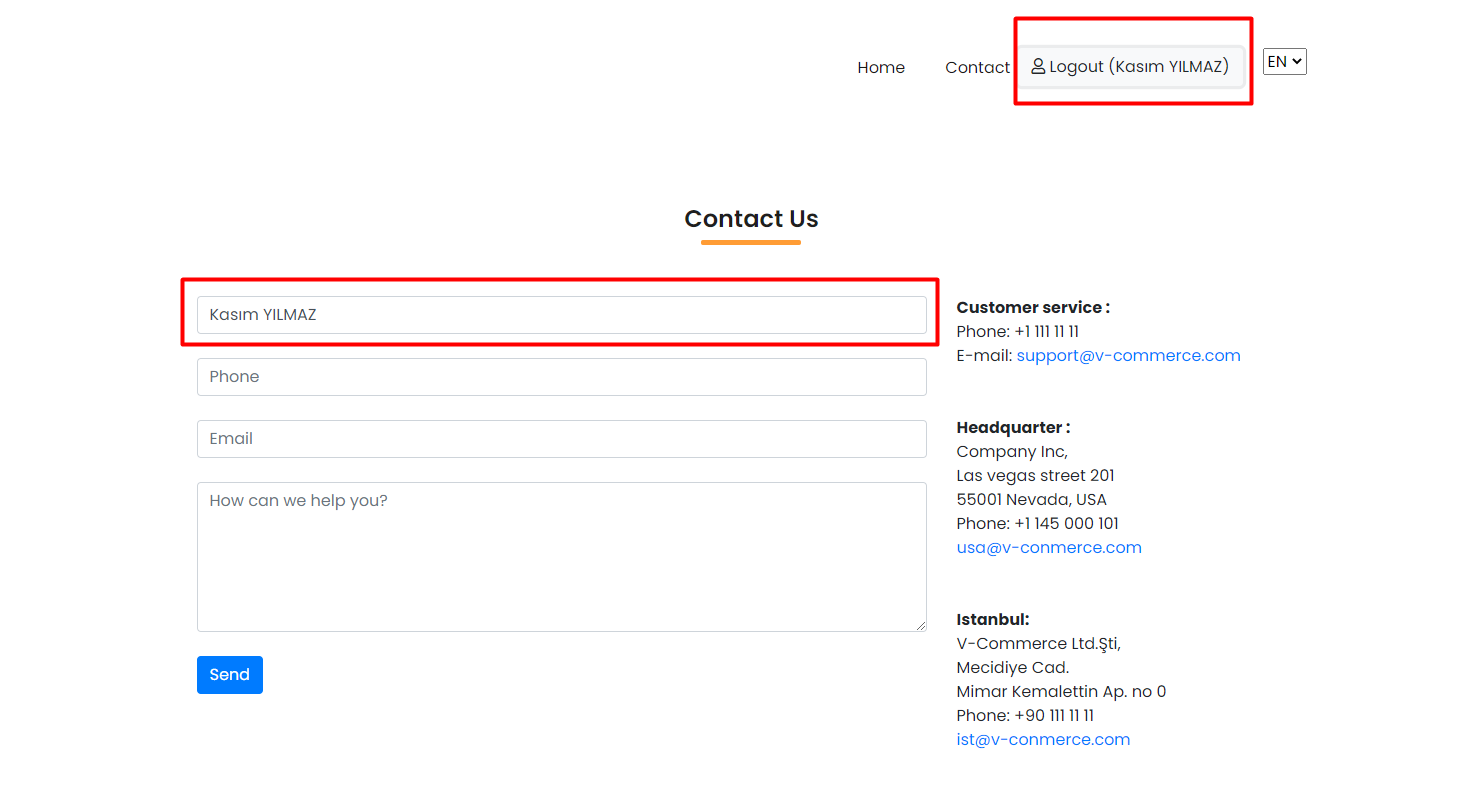 Home Contact Logout (Kasım YILMAZ) EN
Contact Us
Kasım YILMAZ
Phone
Email
How can we help you?
Send
Customer service :
Phone: +1 111 11 11
E-mail: support@v-commerce.com
Headquarter :
Company Inc,
Las vegas street 201
55001 Nevada, USA
Phone: +1 145 000 101
usa@v-conmerce.com
Istanbul:
V-Commerce Ltd.Şti,
Mecidiye Cad.
Mimar Kemalettin Ap. no 0
Phone: +90 111 11 11
ist@v-conmerce.com